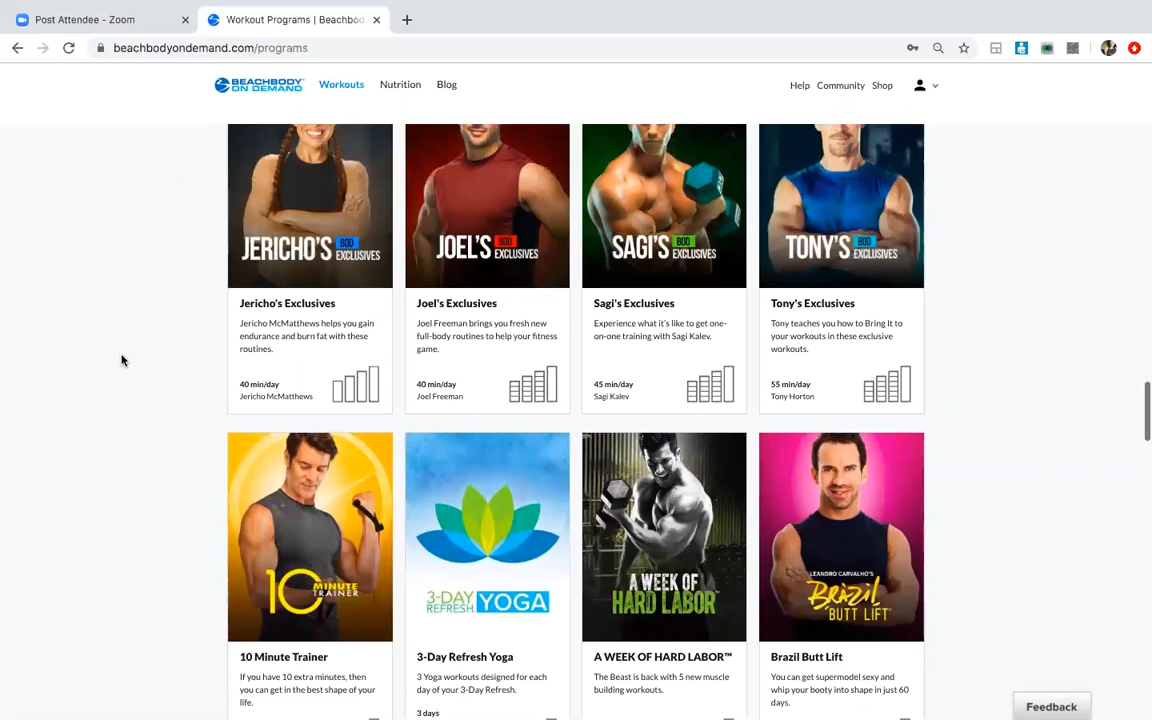 Post Attendee - Zoom
Workout Programs | Beachbod
beachbodyondemand.com/programs
BEACHBODY
ON DEMAND
Workouts
Nutrition
Blog
Help
Community
Shop
JERICHO'S BOD EXCLUSIVES
JOEL'S BOD EXCLUSIVES
SAGI'S BOD EXCLUSIVES
TONY'S BOD EXCLUSIVES
Jericho's Exclusives
Jericho McMatthews helps you gain
endurance and burn fat with these
routines.
40 min/day
Jericho McMatthews
Joel's Exclusives
Joel Freeman brings you fresh new
full-body routines to help your fitness
game.
40 min/day
Joel Freeman
Sagi's Exclusives
Experience what it's like to get one-
on-one training with Sagi Kalev.
45 min/day
Sagi Kalev
Tony's Exclusives
Tony teaches you how to Bring It to
your workouts in these exclusive
workouts.
55 min/day
Tony Horton
10 MINUTE
TRAINER
3-DAY
REFRESH YOGA
A WEEK OF
HARD LABOR™
LEANDRO CARVALHO'S
BRAZIL
BUTT LIFT
10 Minute Trainer
If you have 10 extra minutes, then
you can get in the best shape of your
life.
3-Day Refresh Yoga
3 Yoga workouts designed for each
day of your 3-Day Refresh.
3 days
A WEEK OF HARD LABOR™
The Beast is back with 5 new muscle
building workouts.
Brazil Butt Lift
You can get supermodel sexy and
whip your booty into shape in just 60
days.
Feedback